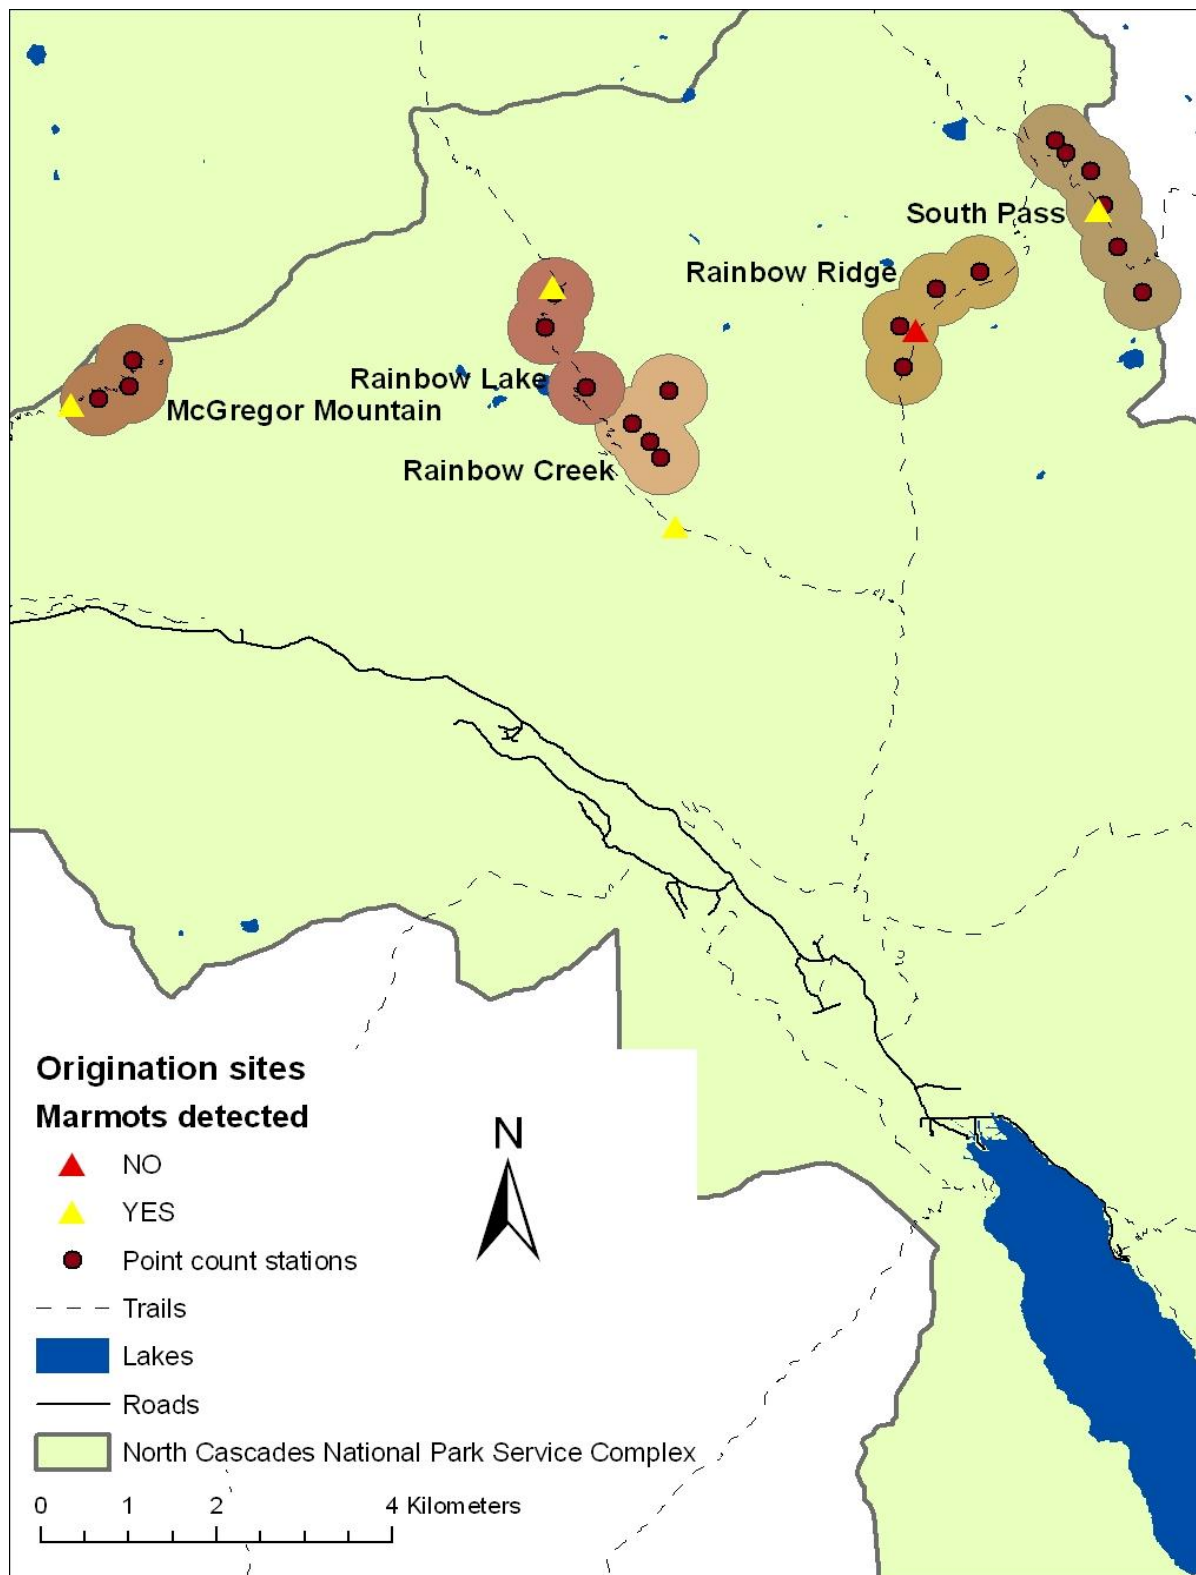 South Pass
Rainbow Ridge
Rainbow Lake
McGregor Mountain
Rainbow Creek
Origination sites
Marmots detected
N
NO
YES
Point count stations
Trails
Lakes
Roads
North Cascades National Park Service Complex
0 1 2 4 Kilometers